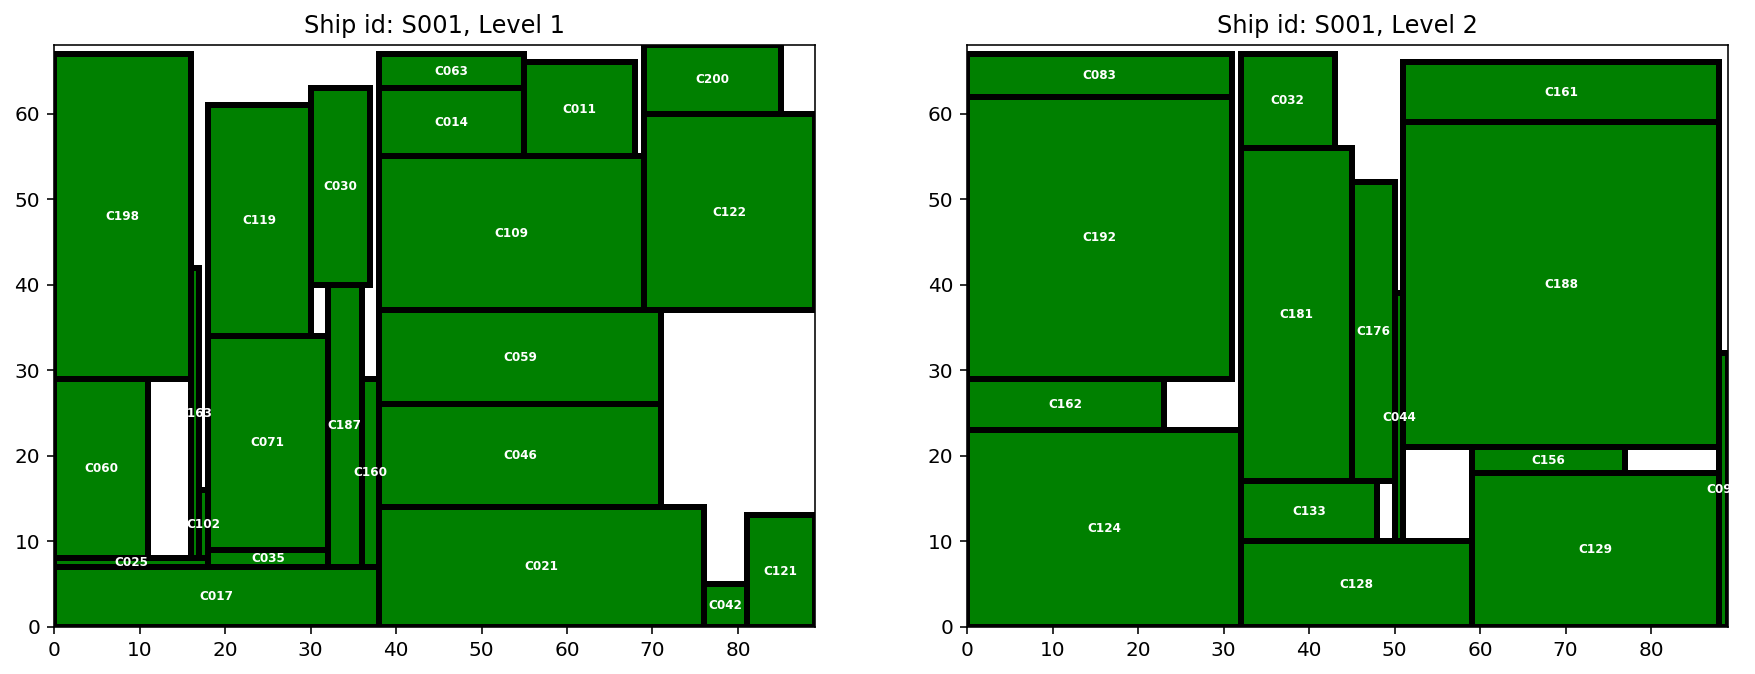 Ship id: S001, Level 1
60
50
40
30
20
10
0
0 10 20 30 40 50 60 70 80
C198
C060
163
C102
C025
C017
C119
C071
C035
C030
C187
C160
C063
C014
C011
C200
C109
C122
C059
C046
C021
C042
C121
Ship id: S001, Level 2
60
50
40
30
20
10
0
0 10 20 30 40 50 60 70 80
C083
C192
C162
C124
C032
C181
C176
C044
C133
C128
C161
C188
C156
C129
C09